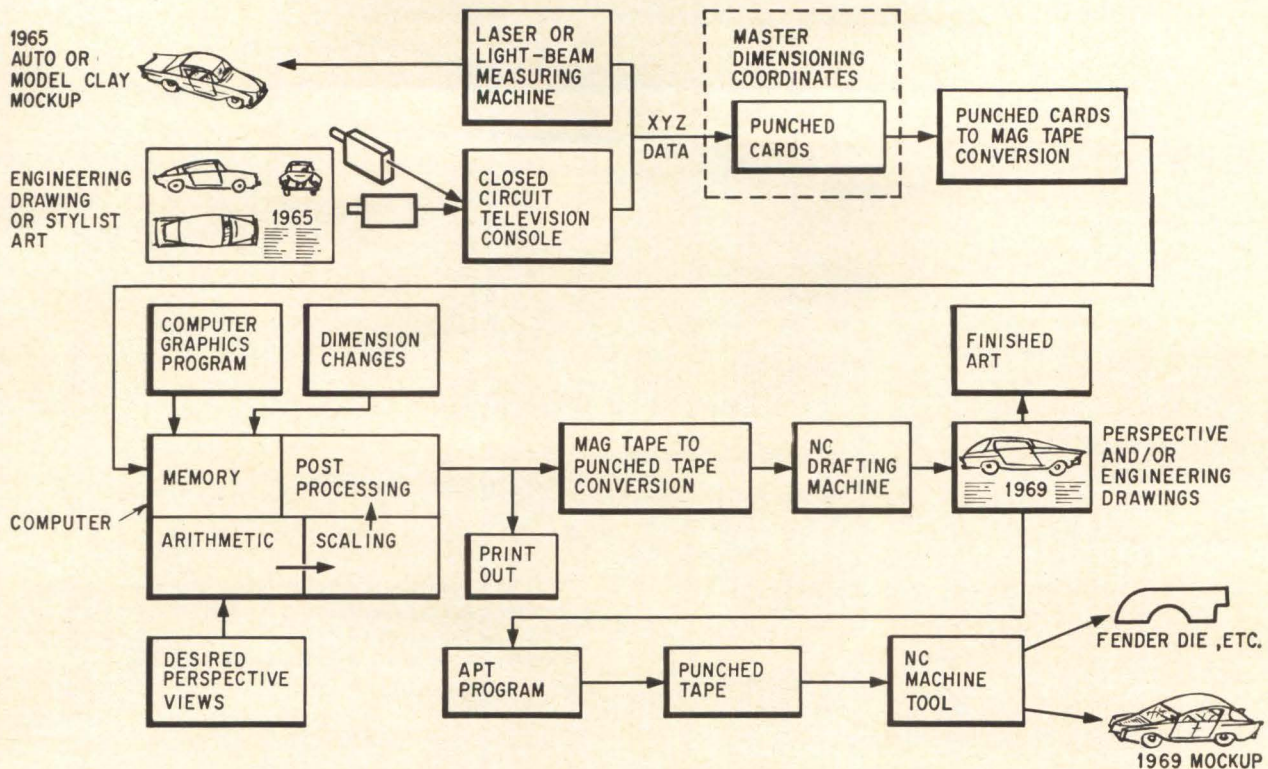 1965
AUTO OR
MODEL CLAY
MOCKUP
LASER OR
LIGHT-BEAM
MEASURING
MACHINE
MASTER
DIMENSIONING
COORDINATES
PUNCHED
CARDS
XYZ
DATA
PUNCHED CARDS
TO MAG TAPE
CONVERSION
ENGINEERING
DRAWING
OR STYLIST
ART
1965
CLOSED
CIRCUIT
TELEVISION
CONSOLE
COMPUTER
GRAPHICS
PROGRAM
DIMENSION
CHANGES
FINISHED
ART
MEMORY
POST
PROCESSING
ARITHMETIC
SCALING
COMPUTER
MAG TAPE TO
PUNCHED TAPE
CONVERSION
NC
DRAFTING
MACHINE
1969
PERSPECTIVE
AND/OR
ENGINEERING
DRAWINGS
PRINT
OUT
DESIRED
PERSPECTIVE
VIEWS
APT
PROGRAM
PUNCHED
TAPE
NC
MACHINE
TOOL
FENDER DIE ,ETC.
1969 MOCKUP